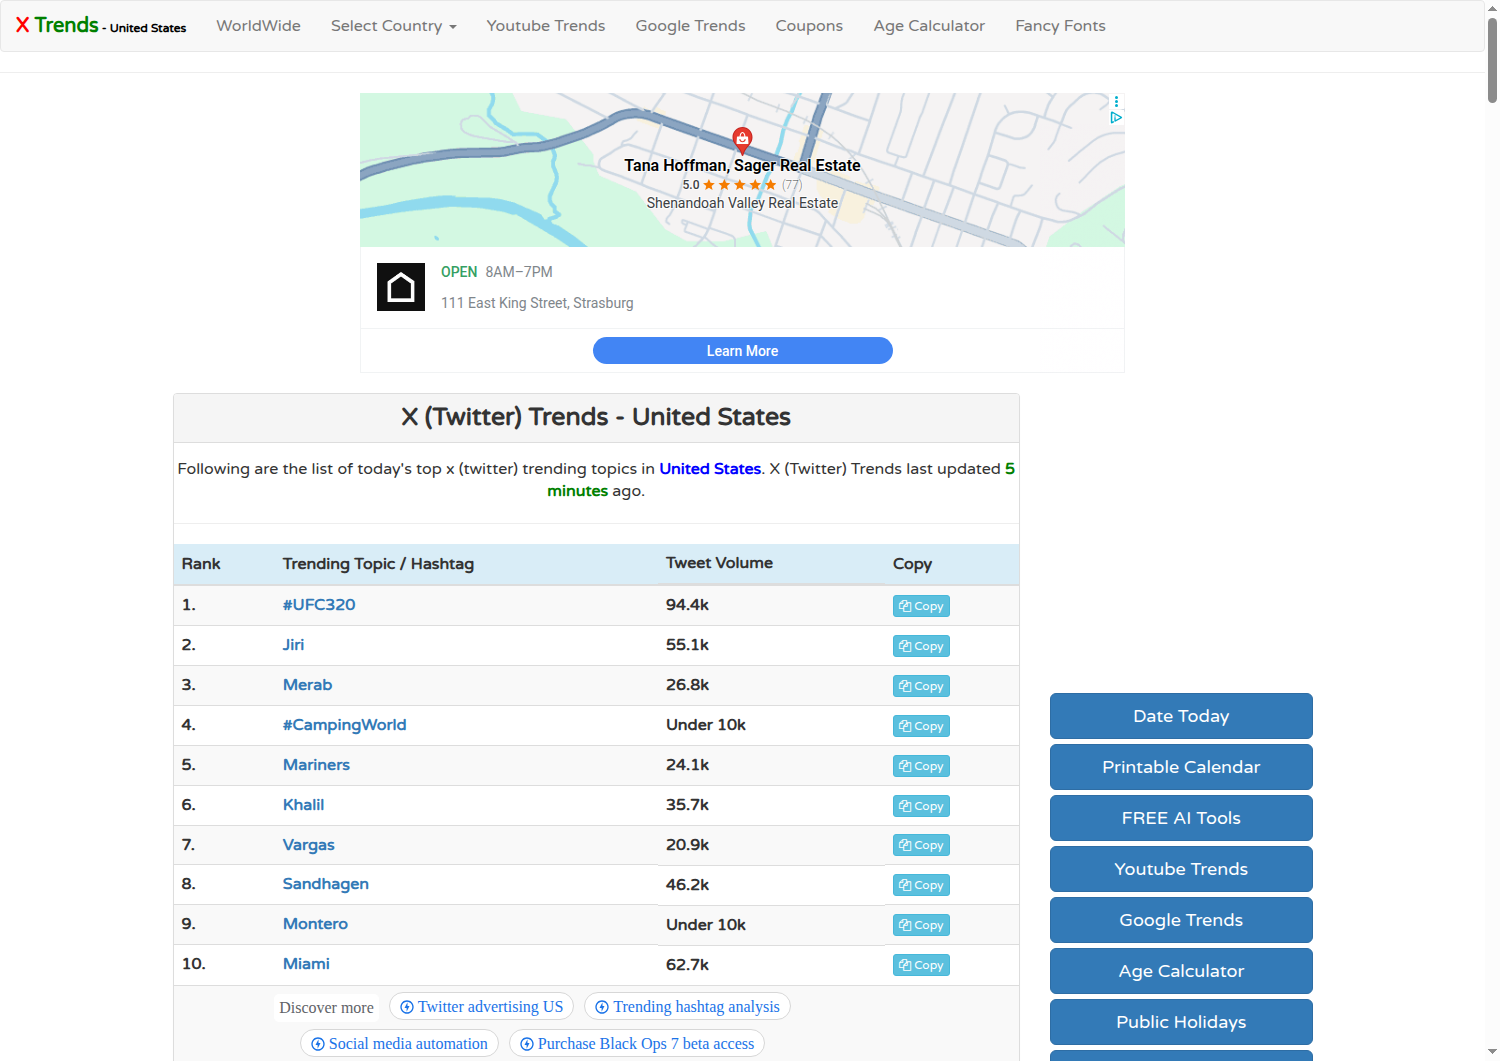 X Trends - United States WorldWide Select Country Youtube Trends Google Trends Coupons Age Calculator Fancy Fonts
Tana Hoffman, Sager Real Estate
5.0 (77)
Shenandoah Valley Real Estate
OPEN 8AM–7PM
111 East King Street, Strasburg
Learn More
X (Twitter) Trends - United States
Following are the list of today's top x (twitter) trending topics in United States. X (Twitter) Trends last updated 5
minutes ago.
Rank Trending Topic / Hashtag Tweet Volume Copy
1. #UFC320 94.4k Copy
2. Jiri 55.1k Copy
3. Merab 26.8k Copy
4. #CampingWorld Under 10k Copy
5. Mariners 24.1k Copy
6. Khalil 35.7k Copy
7. Vargas 20.9k Copy
8. Sandhagen 46.2k Copy
9. Montero Under 10k Copy
10. Miami 62.7k Copy
Discover more Twitter advertising US Trending hashtag analysis
Social media automation Purchase Black Ops 7 beta access
Date Today
Printable Calendar
FREE AI Tools
Youtube Trends
Google Trends
Age Calculator
Public Holidays